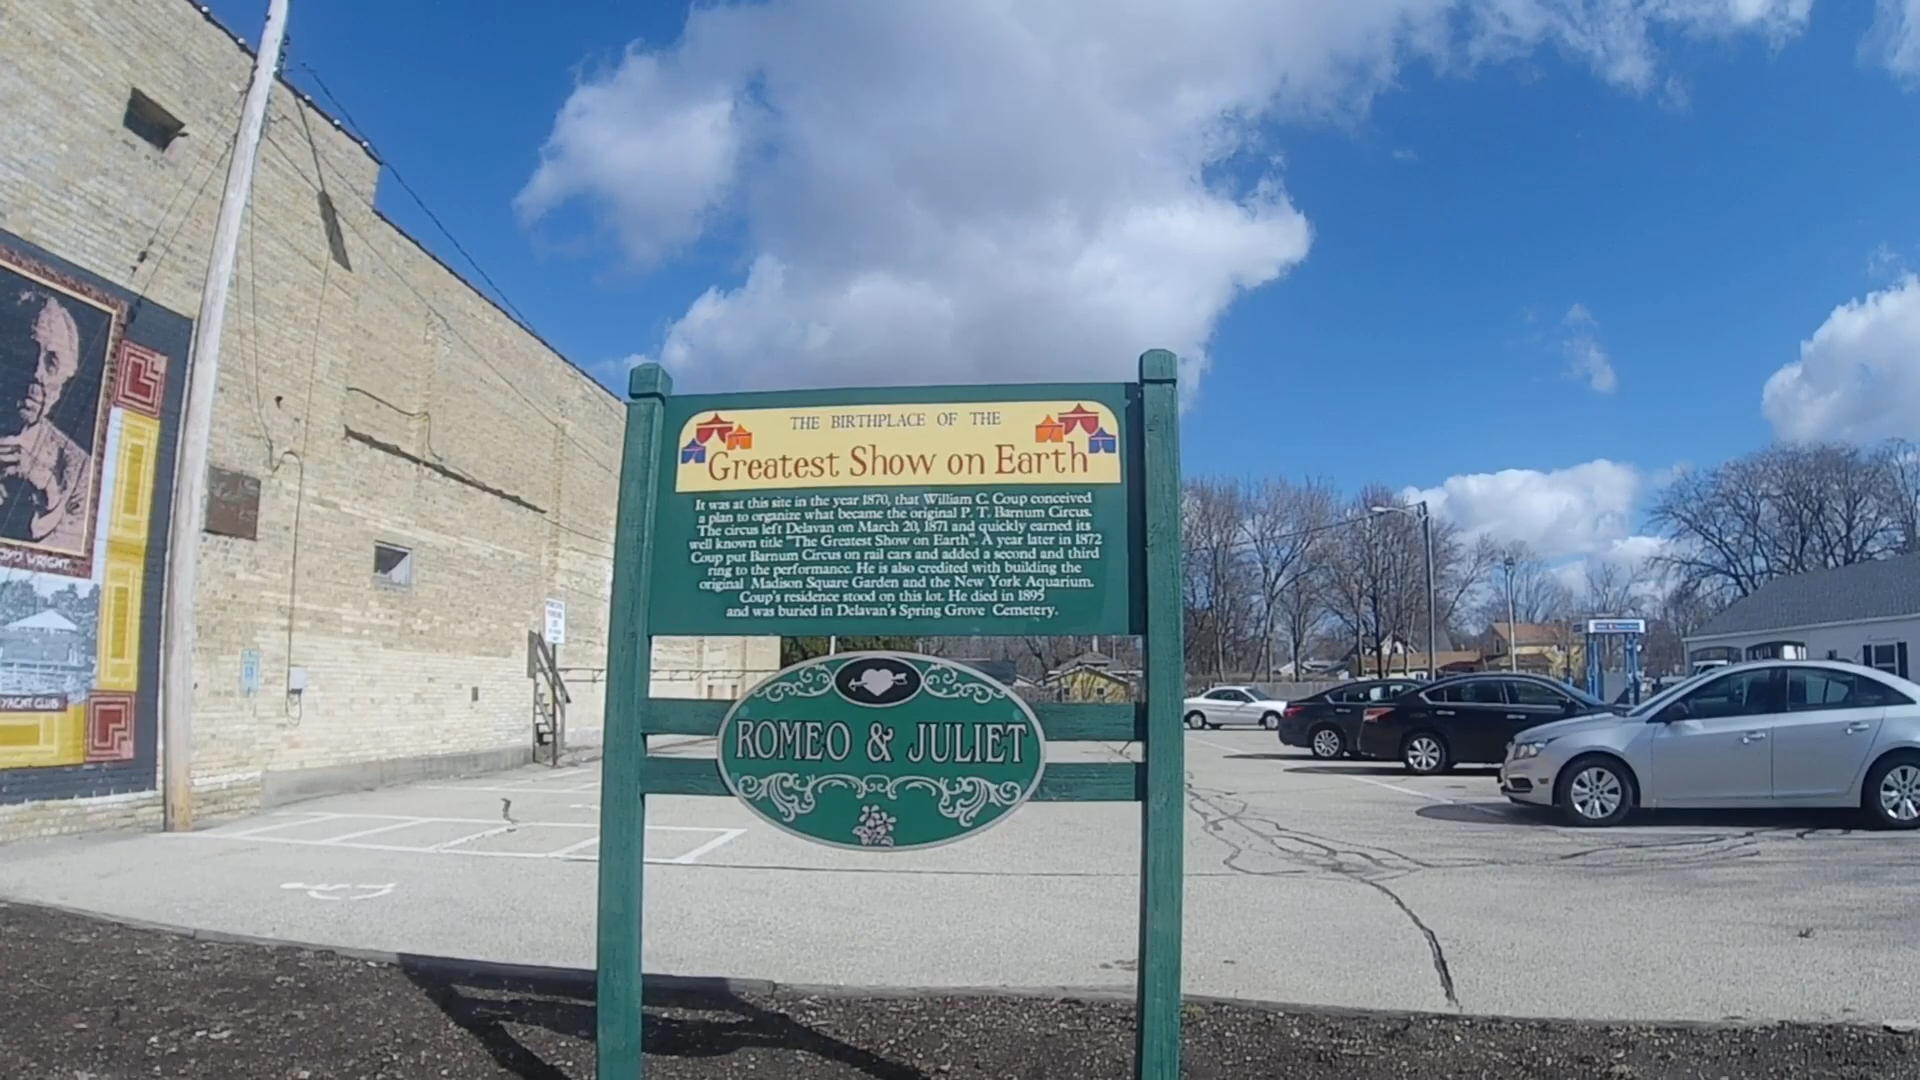 THE BIRTHPLACE OF THE
Greatest Show on Earth
It was at this site in the year 1870, that William C. Coup conceived
a plan to organize what became the original P. T. Barnum Circus.
The circus left Delavan on March 20, 1871 and quickly earned its
well known title "The Greatest Show on Earth". A year later in 1872
Coup put Barnum Circus on rail cars and added a second and third
ring to the performance. He is also credited with building the
original Madison Square Garden and the New York Aquarium.
Coup's residence stood on this lot. He died in 1895
and was buried in Delavan's Spring Grove Cemetery.
ROMEO & JULIET
WRIGHT
YACHT CLUB